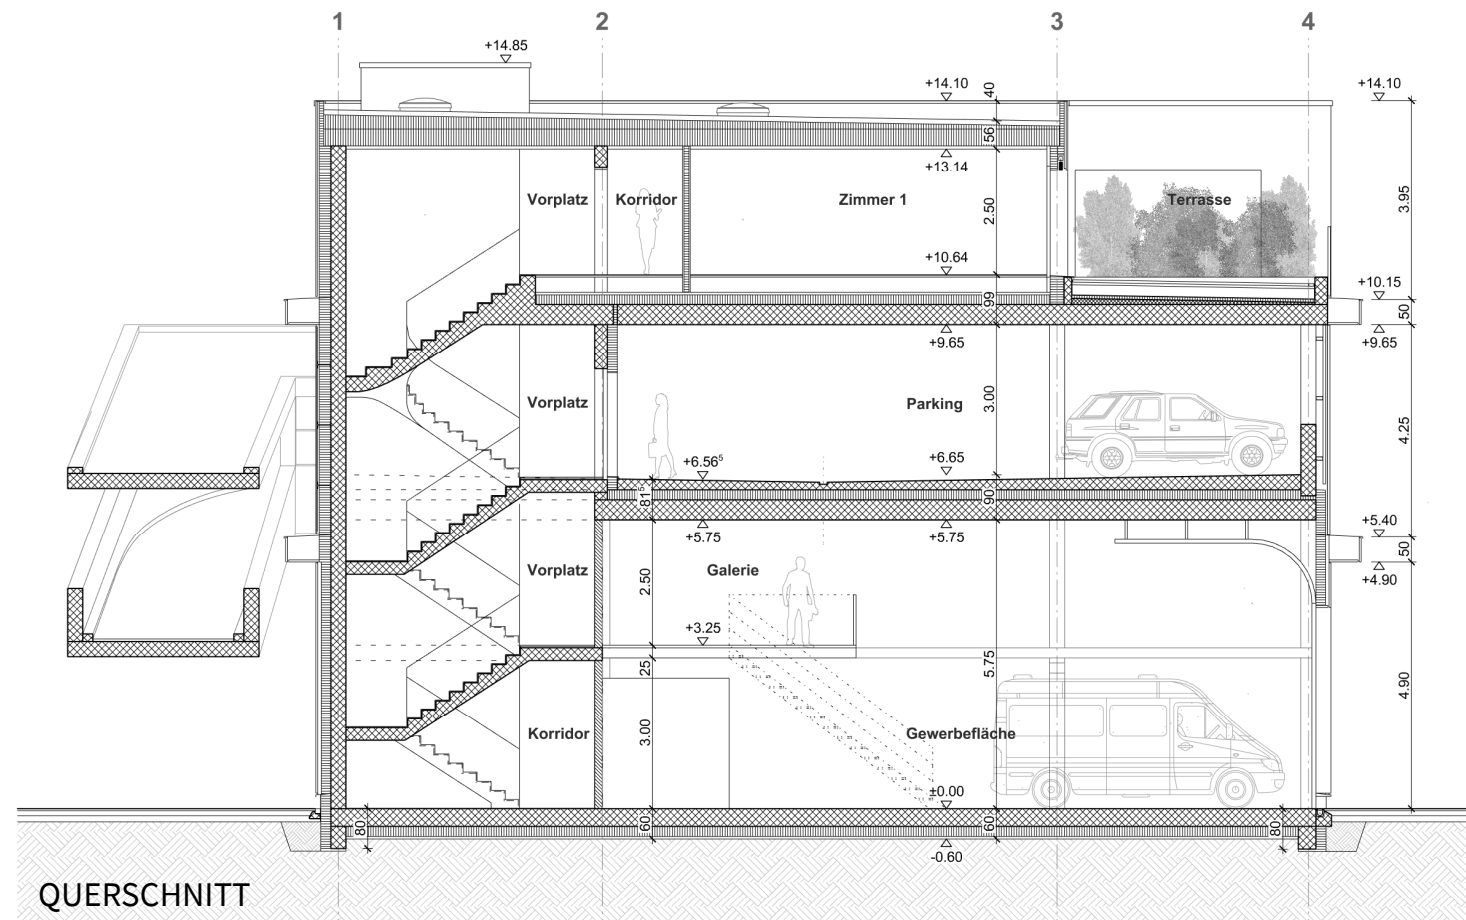 1 2 3 4
+14.85
+14.10 40 +14.10
56
+13.14
Vorplatz Korridor Zimmer 1 2.50 Terrasse 3.95
+10.64
99 +10.15
50
+9.65 +9.65
Vorplatz Parking 3.00 4.25
+6.56⁵ +6.65
81⁵ 90
+5.75 +5.75 +5.40
50
Vorplatz 2.50 Galerie +4.90
+3.25
25 5.75 4.90
Korridor 3.00 Gewerbefläche
±0.00
80 60 60 80
-0.60
QUERSCHNITT